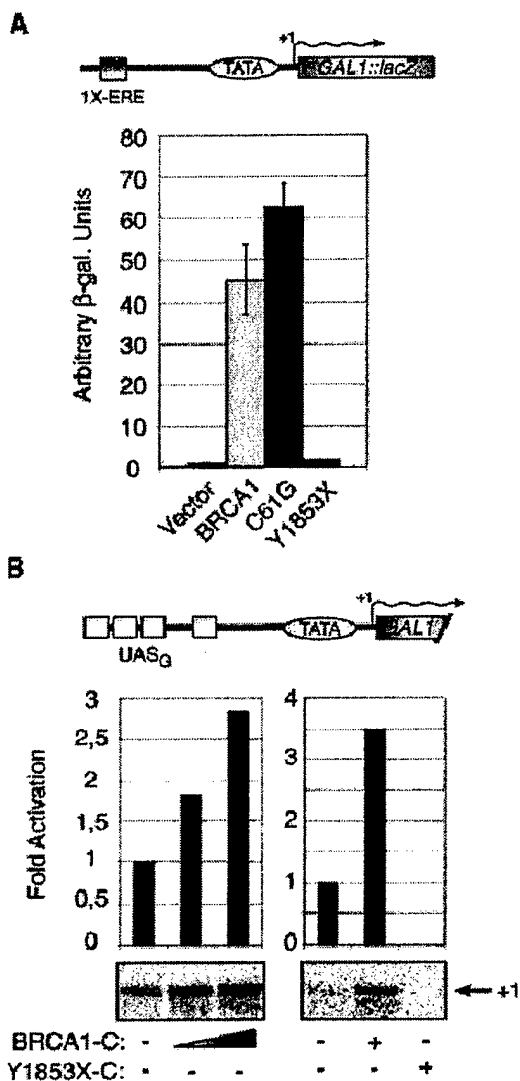 A
+1
TATA
GAL1::lacZ
1X-ERE
80
70
60
50
40
30
20
10
0
Arbitrary β-gal. Units
Vector
BRCA1
C61G
Y1853X
B
+1
TATA
GAL1
UASG
3
2,5
2
1,5
1
0,5
0
Fold Activation
4
3
2
1
0
+1
BRCA1-C: - - +  -
Y1853X-C: - - - - - +